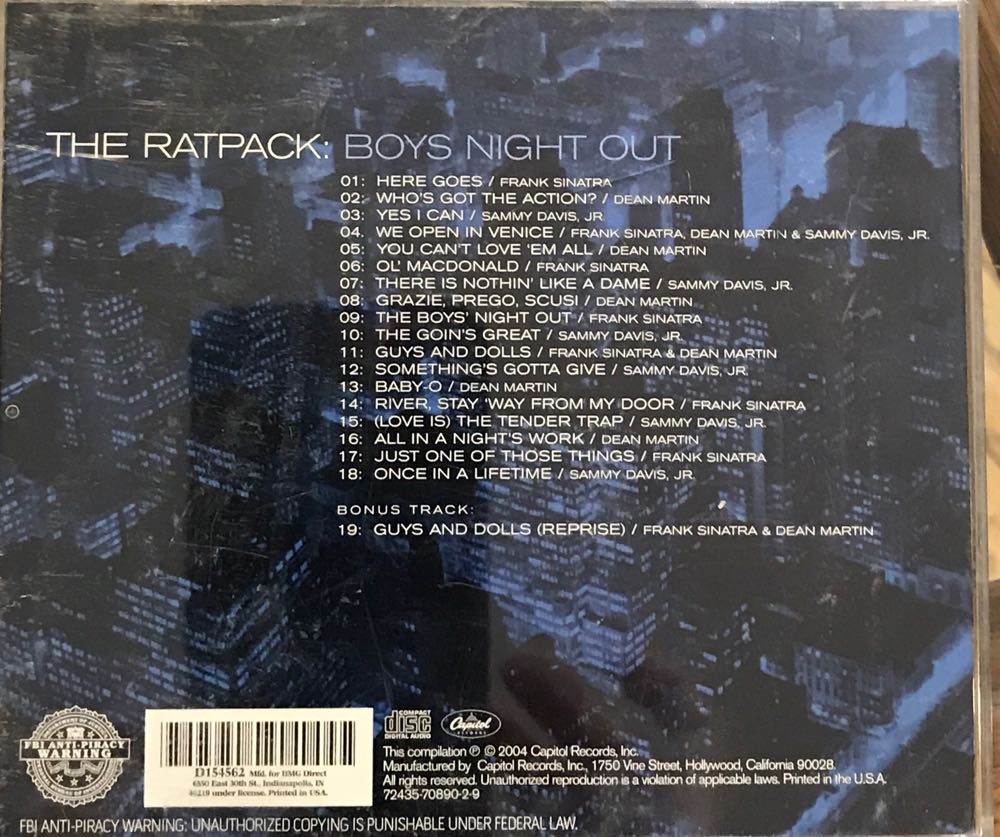 THE RATPACK: BOYS NIGHT OUT
01: HERE GOES / FRANK SINATRA
02: WHO'S GOT THE ACTION? / DEAN MARTIN
03: YES I CAN / SAMMY DAVIS, JR.
04: WE OPEN IN VENICE / FRANK SINATRA, DEAN MARTIN & SAMMY DAVIS, JR.
05: YOU CAN'T LOVE 'EM ALL / DEAN MARTIN
06: OL' MACDONALD / FRANK SINATRA
07: THERE IS NOTHIN' LIKE A DAME / SAMMY DAVIS, JR.
08: GRAZIE, PREGO, SCUSI / DEAN MARTIN
09: THE BOYS' NIGHT OUT / FRANK SINATRA
10: THE GOIN'S GREAT / SAMMY DAVIS, JR.
11: GUYS AND DOLLS / FRANK SINATRA & DEAN MARTIN
12: SOMETHING'S GOTTA GIVE / SAMMY DAVIS, JR.
13: BABY-O / DEAN MARTIN
14: RIVER, STAY 'WAY FROM MY DOOR / FRANK SINATRA
15: (LOVE IS) THE TENDER TRAP / SAMMY DAVIS, JR.
16: ALL IN A NIGHT'S WORK / DEAN MARTIN
17: JUST ONE OF THOSE THINGS / FRANK SINATRA
18: ONCE IN A LIFETIME / SAMMY DAVIS, JR.
BONUS TRACK:
19: GUYS AND DOLLS (REPRISE) / FRANK SINATRA & DEAN MARTIN
FBI ANTI-PIRACY
WARNING
D154562 Mfd. for BMG Direct
6550 East 30th St., Indianapolis, IN
46219 under license. Printed in USA.
COMPACT
disc
DIGITAL AUDIO
Capitol
RECORDS
This compilation ℗ © 2004 Capitol Records, Inc.
Manufactured by Capitol Records, Inc., 1750 Vine Street, Hollywood, California 90028.
All rights reserved. Unauthorized reproduction is a violation of applicable laws. Printed in the U.S.A.
72435-70890-2-9
FBI ANTI-PIRACY WARNING: UNAUTHORIZED COPYING IS PUNISHABLE UNDER FEDERAL LAW.